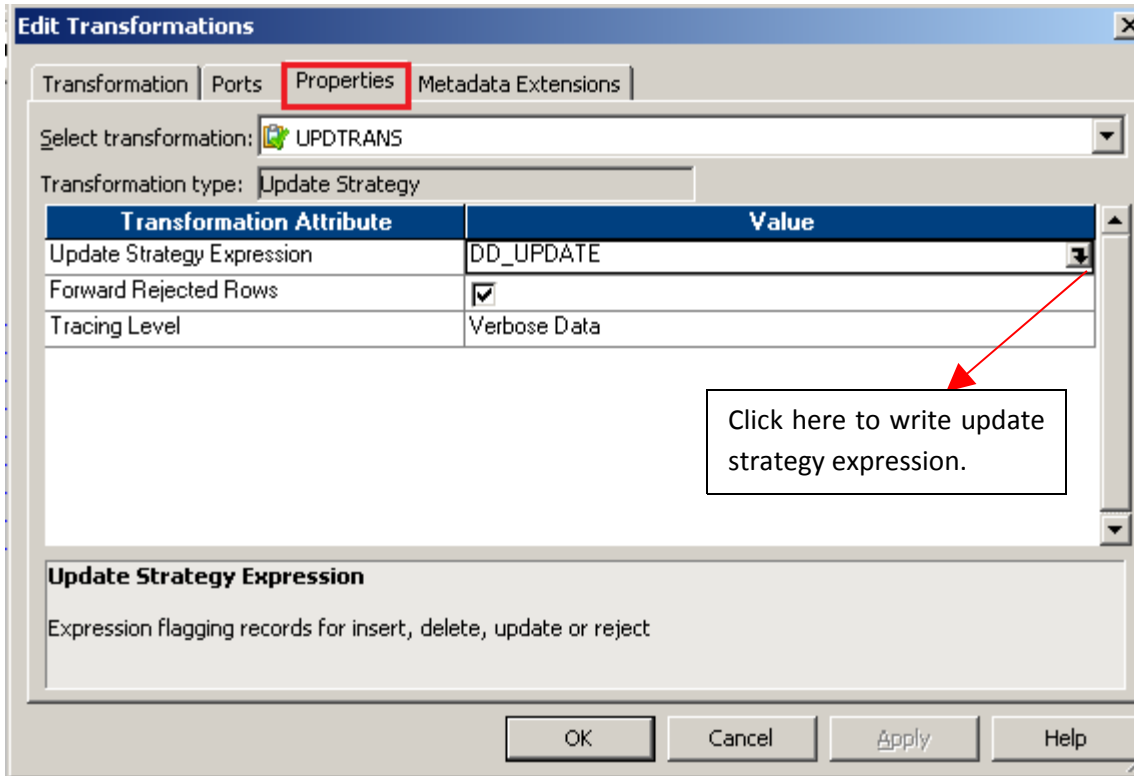 Edit Transformations
Transformation Ports Properties Metadata Extensions
Select transformation: UPDTRANS
Transformation type: Update Strategy
Transformation Attribute Value
Update Strategy Expression DD_UPDATE
Forward Rejected Rows
Tracing Level Verbose Data
Click here to write update
strategy expression.
Update Strategy Expression
Expression flagging records for insert, delete, update or reject
OK Cancel Apply Help